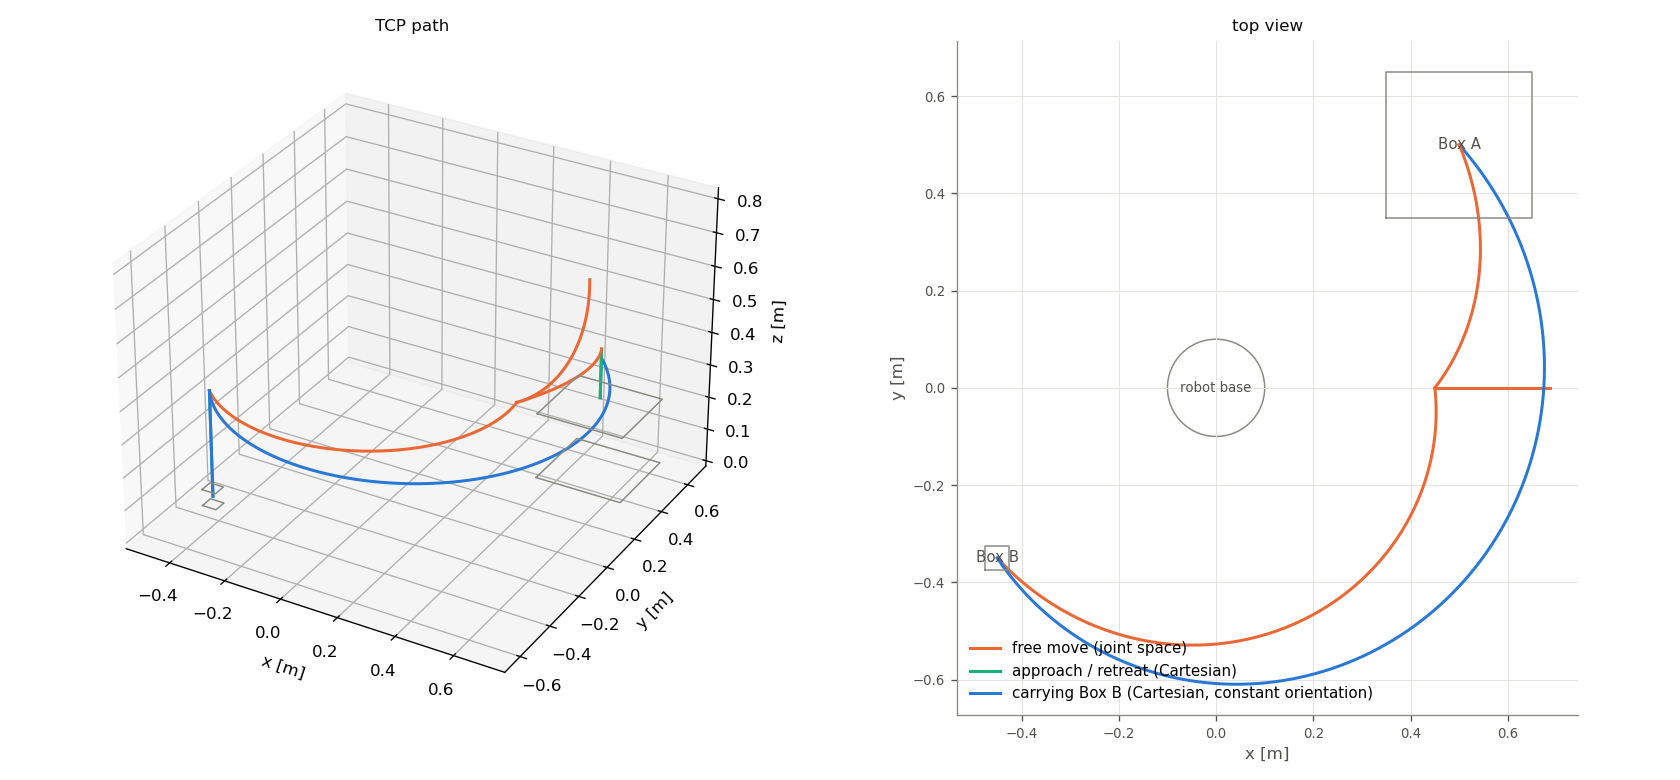 TCP path
0.8
0.7
0.6
0.5
0.4
0.3
0.2
0.1
0.0
z [m]
0.6
0.4
0.2
0.0
−0.2
−0.4
−0.6
y [m]
−0.4
−0.2
0.0
0.2
0.4
0.6
x [m]
top view
0.6
0.4
0.2
0.0
−0.2
−0.4
−0.6
y [m]
Box A
robot base
Box B
free move (joint space)
approach / retreat (Cartesian)
carrying Box B (Cartesian, constant orientation)
−0.4
−0.2
0.0
0.2
0.4
0.6
x [m]